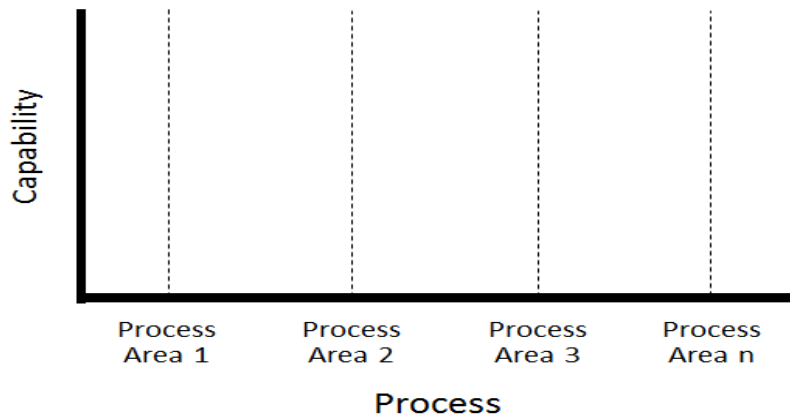 Capability
Process
Area 1
Process
Area 2
Process
Area 3
Process
Area n
Process